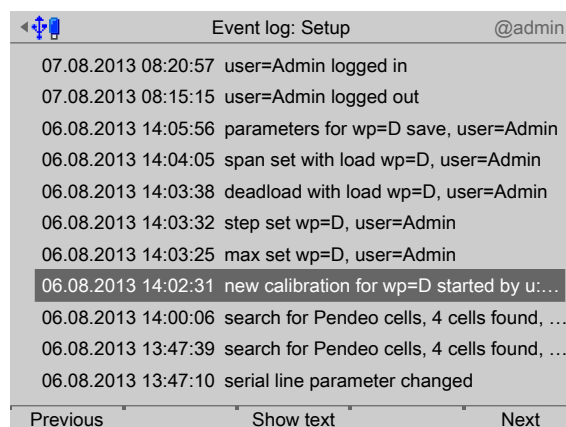 Event log: Setup @admin
07.08.2013 08:20:57 user=Admin logged in
07.08.2013 08:15:15 user=Admin logged out
06.08.2013 14:05:56 parameters for wp=D save, user=Admin
06.08.2013 14:04:05 span set with load wp=D, user=Admin
06.08.2013 14:03:38 deadload with load wp=D, user=Admin
06.08.2013 14:03:32 step set wp=D, user=Admin
06.08.2013 14:03:25 max set wp=D, user=Admin
06.08.2013 14:02:31 new calibration for wp=D started by u:...
06.08.2013 14:00:06 search for Pendeo cells, 4 cells found, ...
06.08.2013 13:47:39 search for Pendeo cells, 4 cells found, ...
06.08.2013 13:47:10 serial line parameter changed
Previous Show text Next